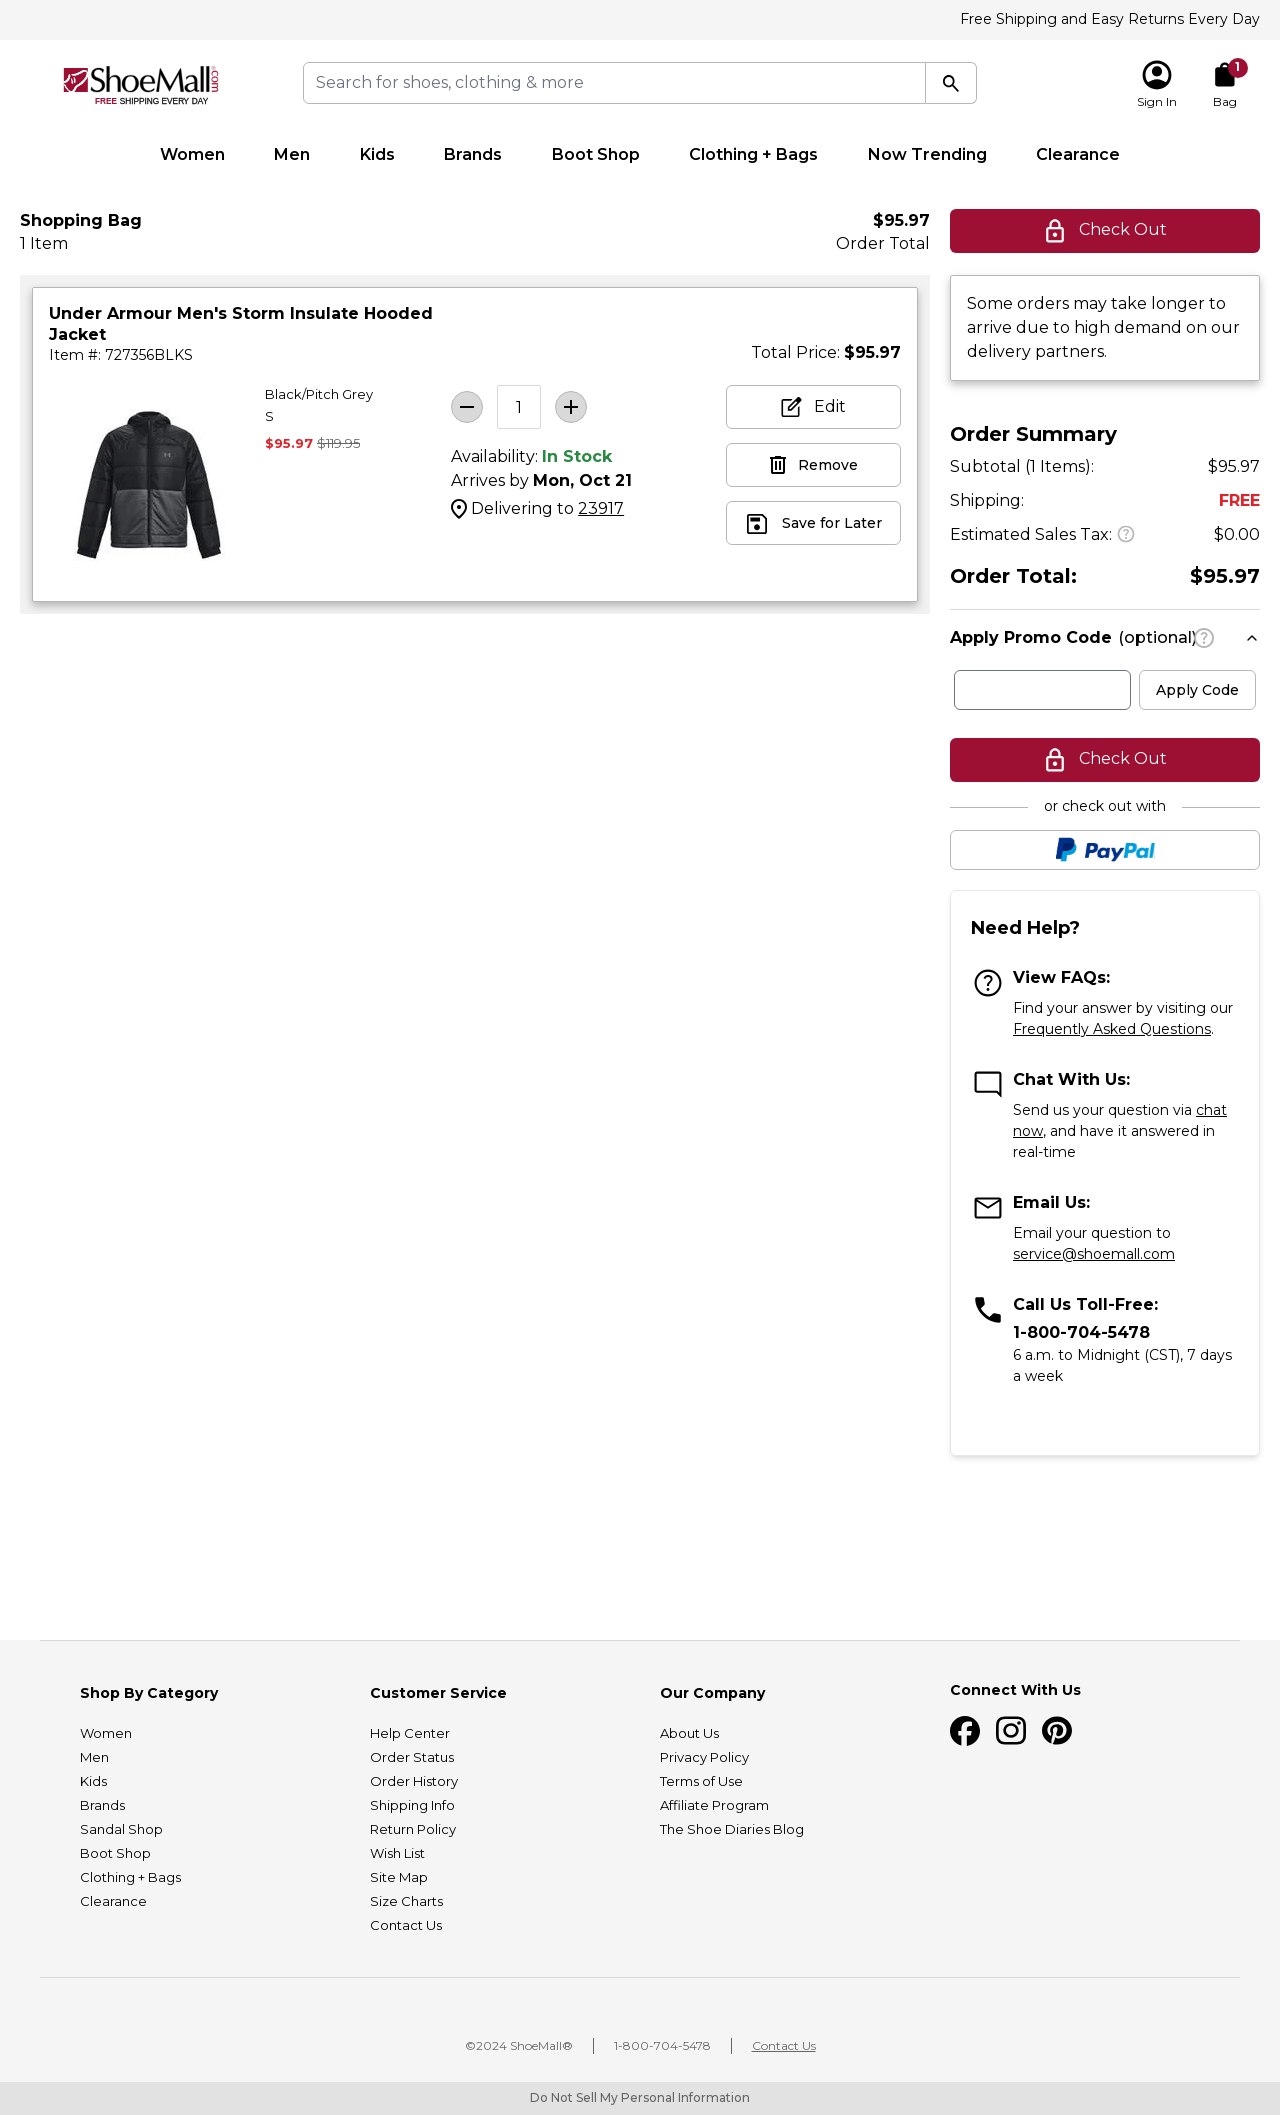 Free Shipping and Easy Returns Every Day
ShoeMall.com
FREE SHIPPING EVERY DAY
Search for shoes, clothing & more
Sign In
1
Bag
Women Men Kids Brands Boot Shop Clothing + Bags Now Trending Clearance
Shopping Bag
1 Item
$95.97
Order Total
Check Out
Under Armour Men's Storm Insulate Hooded
Jacket
Item #: 727356BLKS
Total Price: $95.97
Black/Pitch Grey
S
$95.97 $119.95
1
Availability: In Stock
Arrives by Mon, Oct 21
Delivering to 23917
Edit
Remove
Save for Later
Some orders may take longer to
arrive due to high demand on our
delivery partners.
Order Summary
Subtotal (1 Items): $95.97
Shipping: FREE
Estimated Sales Tax: $0.00
Order Total: $95.97
Apply Promo Code (optional)
Apply Code
Check Out
or check out with
PayPal
Need Help?
View FAQs:
Find your answer by visiting our
Frequently Asked Questions.
Chat With Us:
Send us your question via chat
now, and have it answered in
real-time
Email Us:
Email your question to
service@shoemall.com
Call Us Toll-Free:
1-800-704-5478
6 a.m. to Midnight (CST), 7 days
a week
Shop By Category
Women
Men
Kids
Brands
Sandal Shop
Boot Shop
Clothing + Bags
Clearance
Customer Service
Help Center
Order Status
Order History
Shipping Info
Return Policy
Wish List
Site Map
Size Charts
Contact Us
Our Company
About Us
Privacy Policy
Terms of Use
Affiliate Program
The Shoe Diaries Blog
Connect With Us
©2024 ShoeMall® 1-800-704-5478 Contact Us
Do Not Sell My Personal Information